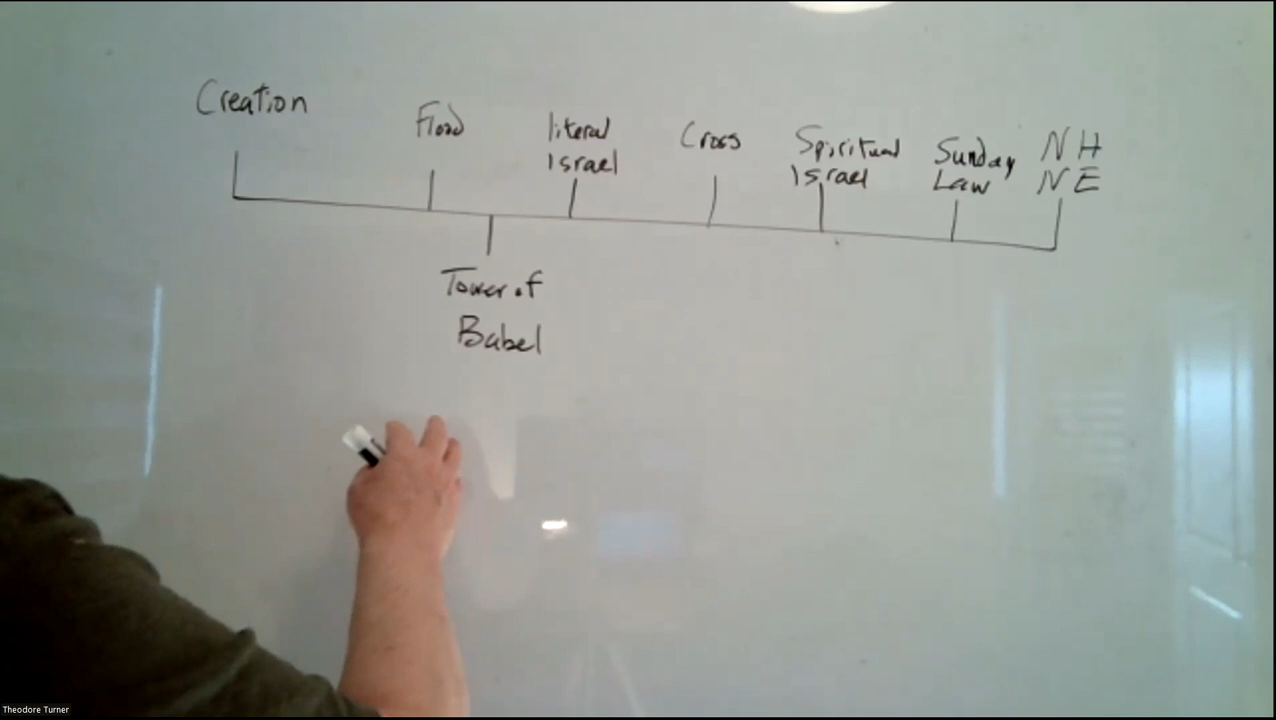 Creation
Flood
literal
Israel
Cross
Spiritual
Israel
Sunday
Law
N H
N E
Tower of
Babel
Theodore Turner